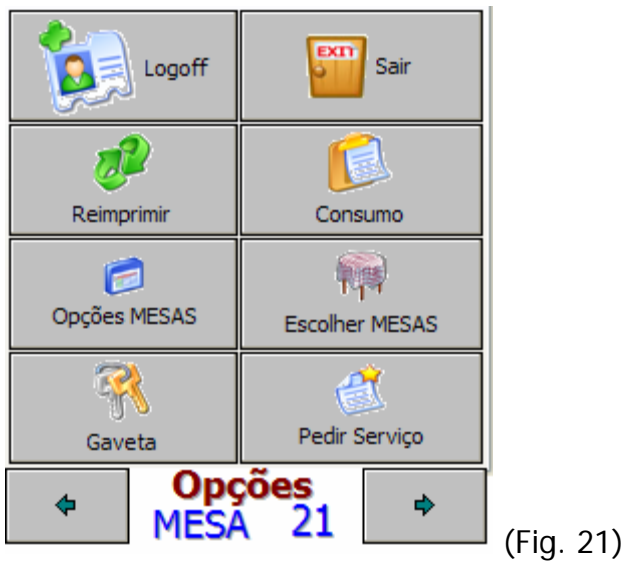 Logoff
EXIT
Sair
Reimprimir
Consumo
Opções MESAS
Escolher MESAS
Gaveta
Pedir Serviço
Opções
MESA 21
(Fig. 21)